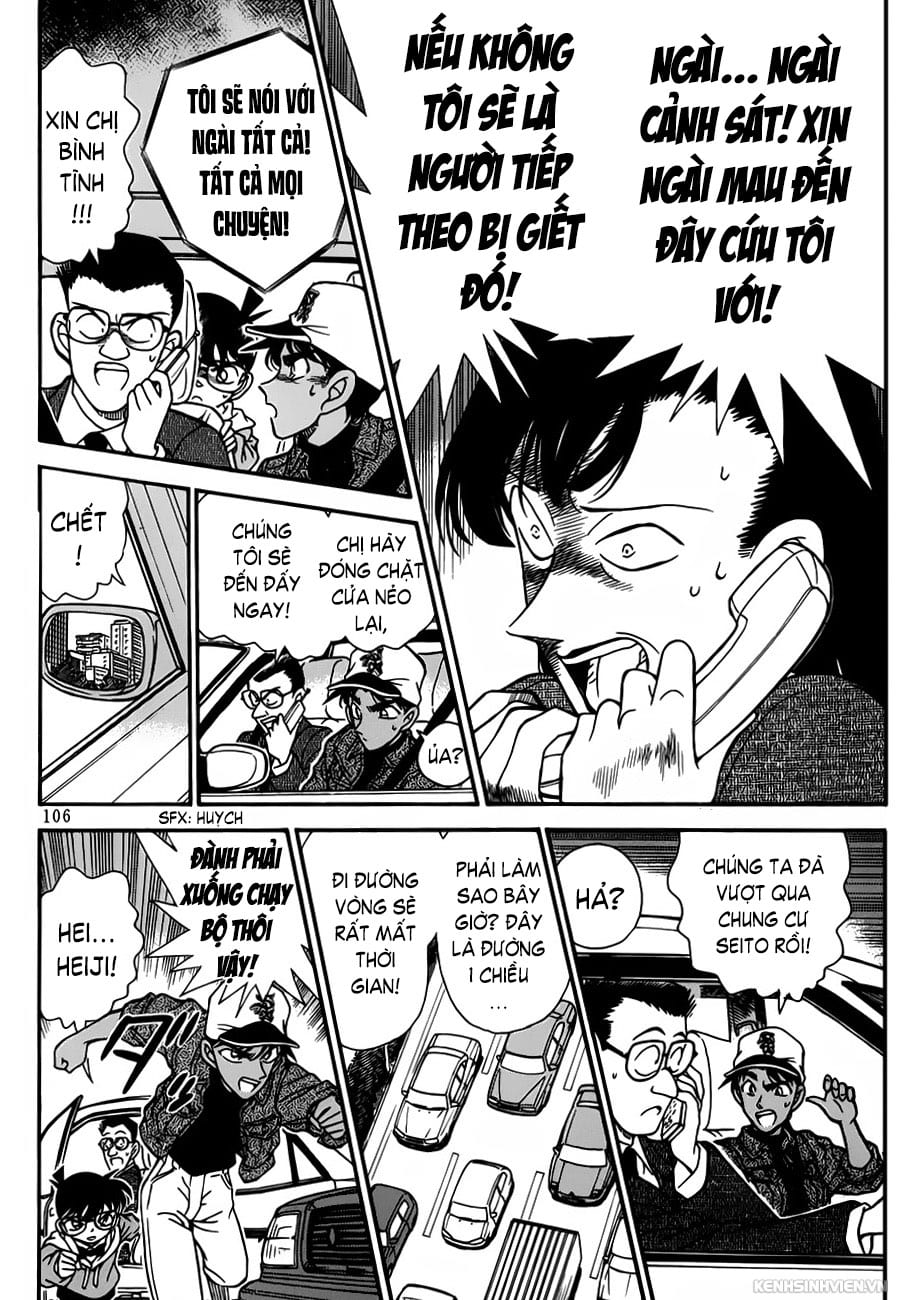 NGÀI... NGÀI
CẢNH SÁT! XIN
NGÀI MAU ĐẾN
ĐÂY CỨU TÔI
VỚI!
NẾU KHÔNG
TÔI SẼ LÀ
NGƯỜI TIẾP
THEO BỊ GIẾT
ĐÓ!
TÔI SẼ NÓI VỚI
NGÀI TẤT CẢ!
TẤT CẢ MỌI
CHUYỆN!
XIN CHỊ
BÌNH
TĨNH
!!!
CHỊ HÃY
ĐÓNG CHẶT
CỬA NẺO
LẠI,
CHÚNG
TÔI SẼ
ĐẾN ĐẤY
NGAY!
ỦA?
CHẾT
!
106
SFX: HUỴCH
CHÚNG TA ĐÃ
VƯỢT QUA
CHUNG CƯ
SEITO RỒI!
HẢ?
PHẢI LÀM
SAO BÂY
GIỜ? ĐÂY
LÀ ĐƯỜNG
1 CHIỀU
...
ĐI ĐƯỜNG
VÒNG SẼ
RẤT MẤT
THỜI
GIAN!
ĐÀNH PHẢI
XUỐNG CHẠY
BỘ THÔI
VẬY!
HEI...
HEIJI!
ダッ
KENHSINHVIEN.VN